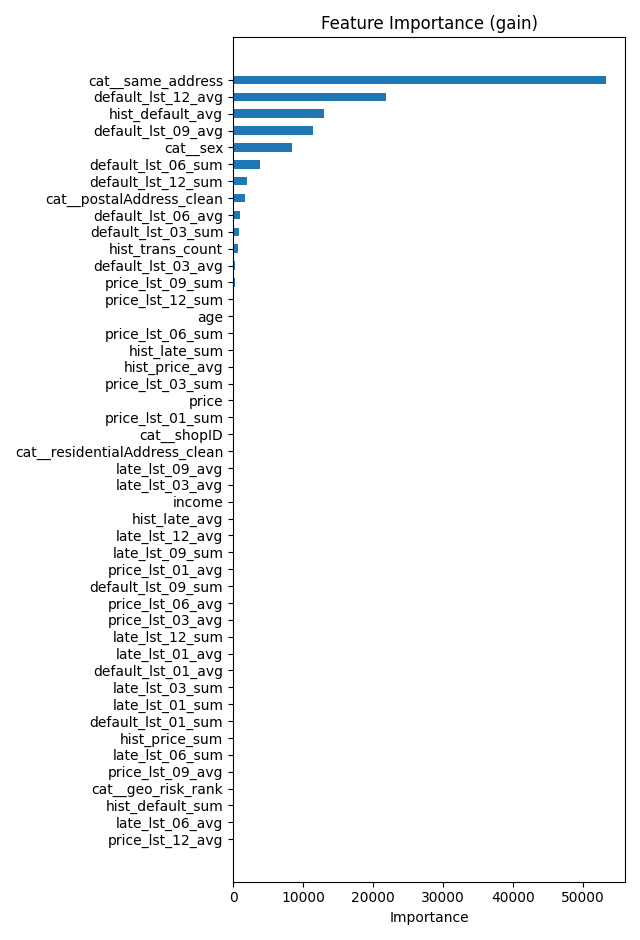 Feature Importance (gain)
cat__same_address
default_lst_12_avg
hist_default_avg
default_lst_09_avg
cat__sex
default_lst_06_sum
default_lst_12_sum
cat__postalAddress_clean
default_lst_06_avg
default_lst_03_sum
hist_trans_count
default_lst_03_avg
price_lst_09_sum
price_lst_12_sum
age
price_lst_06_sum
hist_late_sum
hist_price_avg
price_lst_03_sum
price
price_lst_01_sum
cat__shopID
cat__residentialAddress_clean
late_lst_09_avg
late_lst_03_avg
income
hist_late_avg
late_lst_12_avg
late_lst_09_sum
price_lst_01_avg
default_lst_09_sum
price_lst_06_avg
price_lst_03_avg
late_lst_12_sum
late_lst_01_avg
default_lst_01_avg
late_lst_03_sum
late_lst_01_sum
default_lst_01_sum
hist_price_sum
late_lst_06_sum
price_lst_09_avg
cat__geo_risk_rank
hist_default_sum
late_lst_06_avg
price_lst_12_avg
0 10000 20000 30000 40000 50000
Importance